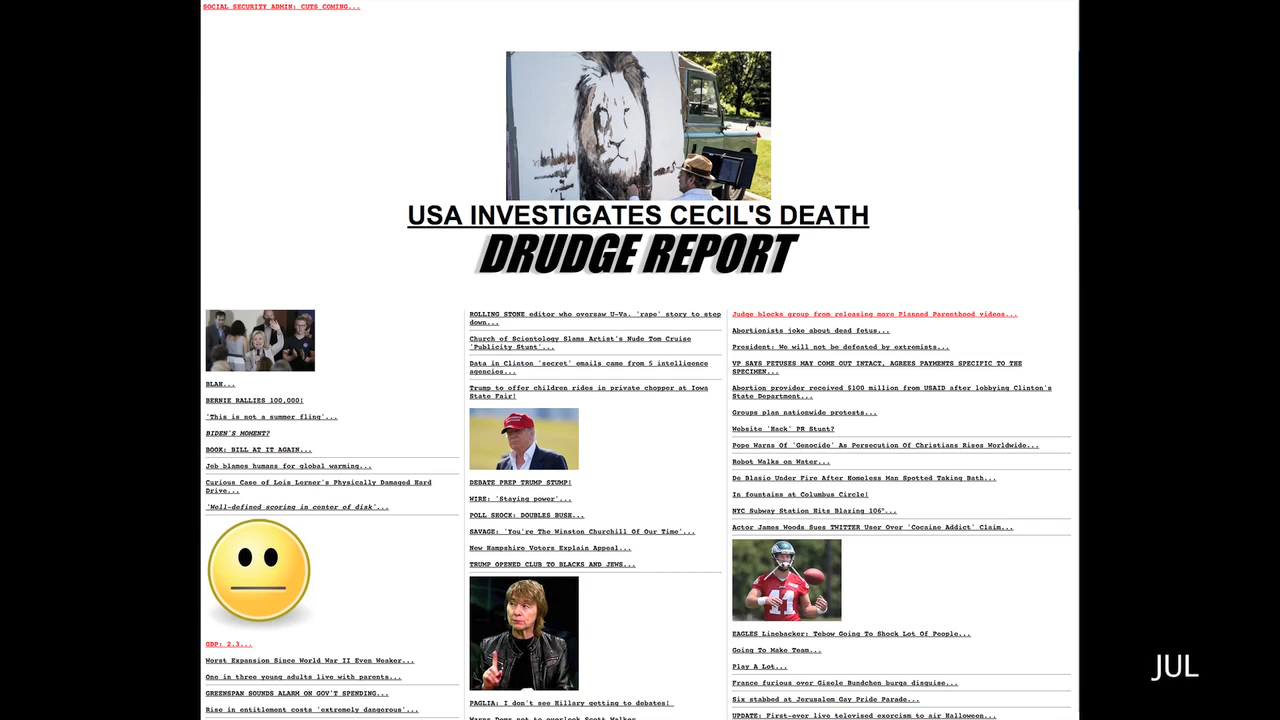 SOCIAL SECURITY ADMIN: CUTS COMING...
USA INVESTIGATES CECIL'S DEATH
DRUDGE REPORT
BLAH...
BERNIE RALLIES 100,000!
'This is not a summer fling'...
BIDEN'S MOMENT?
BOOK: BILL AT IT AGAIN...
Jeb blames humans for global warming...
Curious Case of Lois Lerner's Physically Damaged Hard
Drive...
'Well-defined scoring in center of disk'...
GDP: 2.3...
Worst Expansion Since World War II Even Weaker...
One in three young adults live with parents...
GREENSPAN SOUNDS ALARM ON GOV'T SPENDING...
Rise in entitlement costs 'extremely dangerous'...
ROLLING STONE editor who oversaw U-Va. 'rape' story to step
down...
Church of Scientology Slams Artist's Nude Tom Cruise
'Publicity Stunt'...
Data in Clinton 'secret' emails came from 5 intelligence
agencies...
Trump to offer children rides in private chopper at Iowa
State Fair!
DEBATE PREP TRUMP STUMP!
WIRE: 'Staying power'...
POLL SHOCK: DOUBLES BUSH...
SAVAGE: 'You're The Winston Churchill Of Our Time'...
New Hampshire Voters Explain Appeal...
TRUMP OPENED CLUB TO BLACKS AND JEWS...
PAGLIA: I don't see Hillary getting to debates!
Warns Dems not to overlook Scott Walker
Judge blocks group from releasing more Planned Parenthood videos...
Abortionists joke about dead fetus...
President: We will not be defeated by extremists...
VP SAYS FETUSES MAY COME OUT INTACT, AGREES PAYMENTS SPECIFIC TO THE
SPECIMEN...
Abortion provider received $100 million from USAID after lobbying Clinton's
State Department...
Groups plan nationwide protests...
Website 'Hack' PR Stunt?
Pope Warns Of 'Genocide' As Persecution Of Christians Rises Worldwide...
Robot Walks on Water...
De Blasio Under Fire After Homeless Man Spotted Taking Bath...
In fountains at Columbus Circle!
NYC Subway Station Hits Blazing 106°...
Actor James Woods Sues TWITTER User Over 'Cocaine Addict' Claim...
11
EAGLES Linebacker: Tebow Going To Shock Lot Of People...
Going To Make Team...
Play A Lot...
France furious over Gisele Bundchen burqa disguise...
Six stabbed at Jerusalem Gay Pride Parade...
UPDATE: First-ever live televised exorcism to air Halloween...
JUL